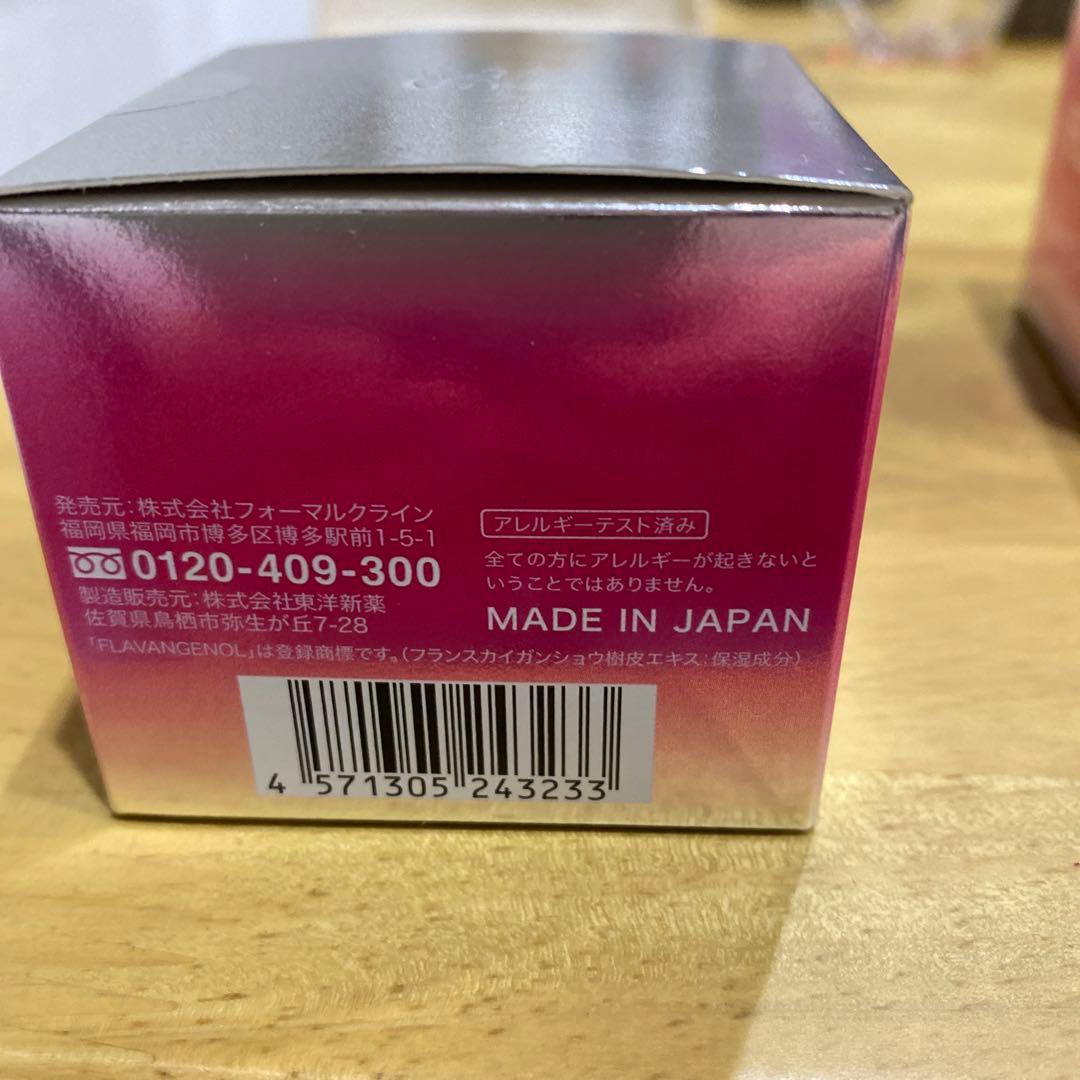 発売元:株式会社フォーマルクライン
福岡県福岡市博多区博多駅前1-5-1
0120-409-300
製造販売元:株式会社東洋新薬
佐賀県鳥栖市弥生が丘7-28
アレルギーテスト済み
全ての方にアレルギーが起きないと
いうことではありません。
MADE IN JAPAN
「FLAVANGENOL」は登録商標です。(フランスカイガンショウ樹皮エキス:保湿成分)
4 571305 243233